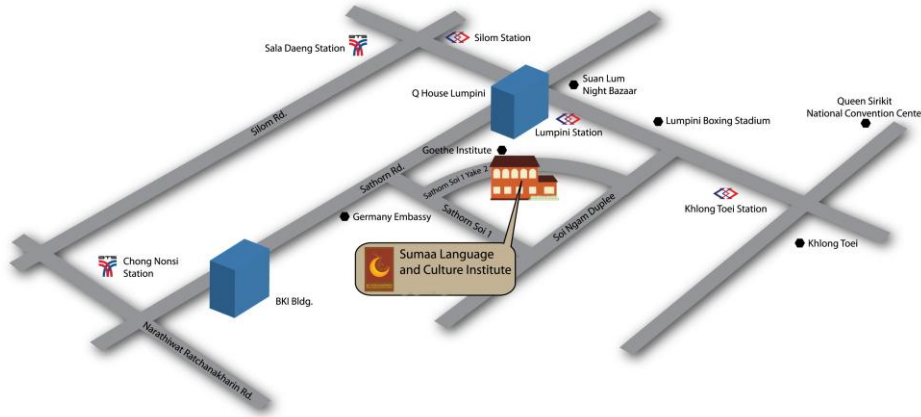 BTS
Sala Daeng Station
Silom Station
Q House Lumpini
Suan Lum
Night Bazaar
Queen Sirikit
National Convention Cente
Lumpini Boxing Stadium
Lumpini Station
Silom Rd.
Goethe Institute
Sathorn Rd.
Sathorn Soi 1 Yake 2
Germany Embassy
Sathorn Soi 1
Soi Ngam Duplee
Khlong Toei Station
Khlong Toei
BTS
Chong Nonsi
Station
Sumaa Language
and Culture Institute
BKI Bldg.
Narathiwat Ratchanakharin Rd.